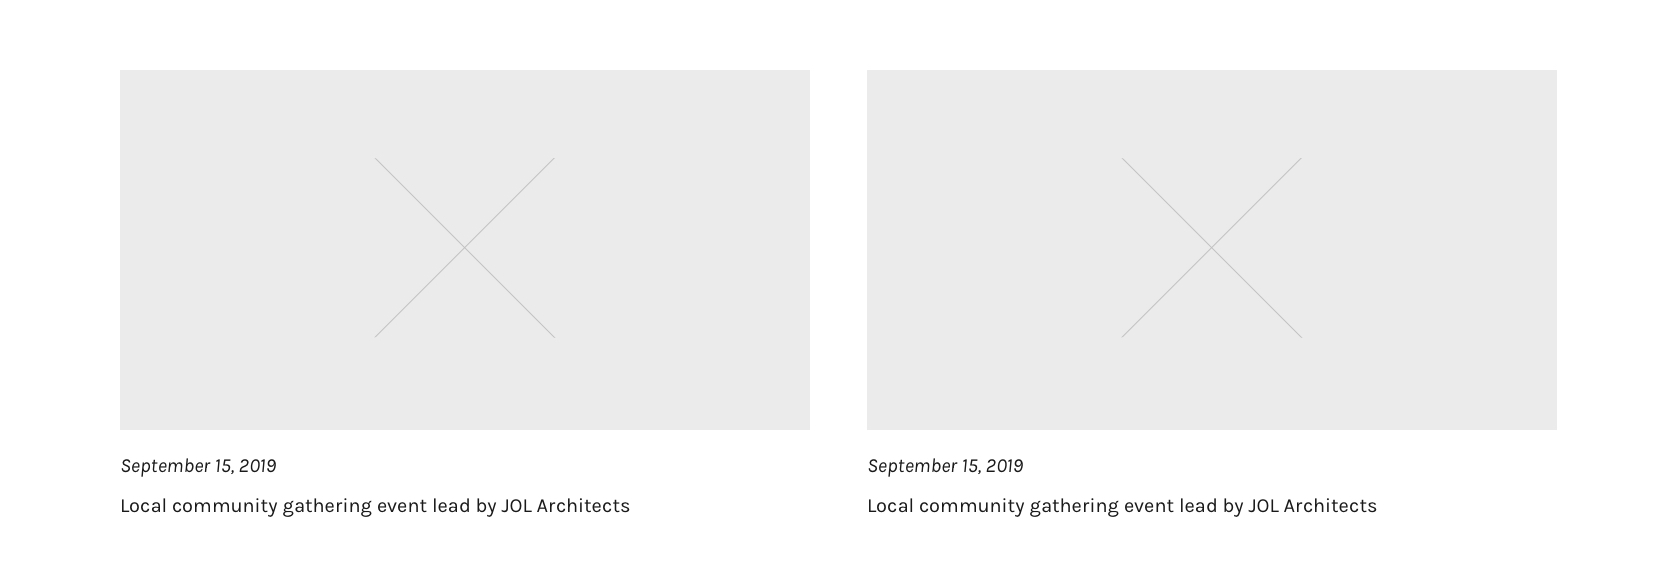 September 15, 2019
Local community gathering event lead by JOL Architects
September 15, 2019
Local community gathering event lead by JOL Architects